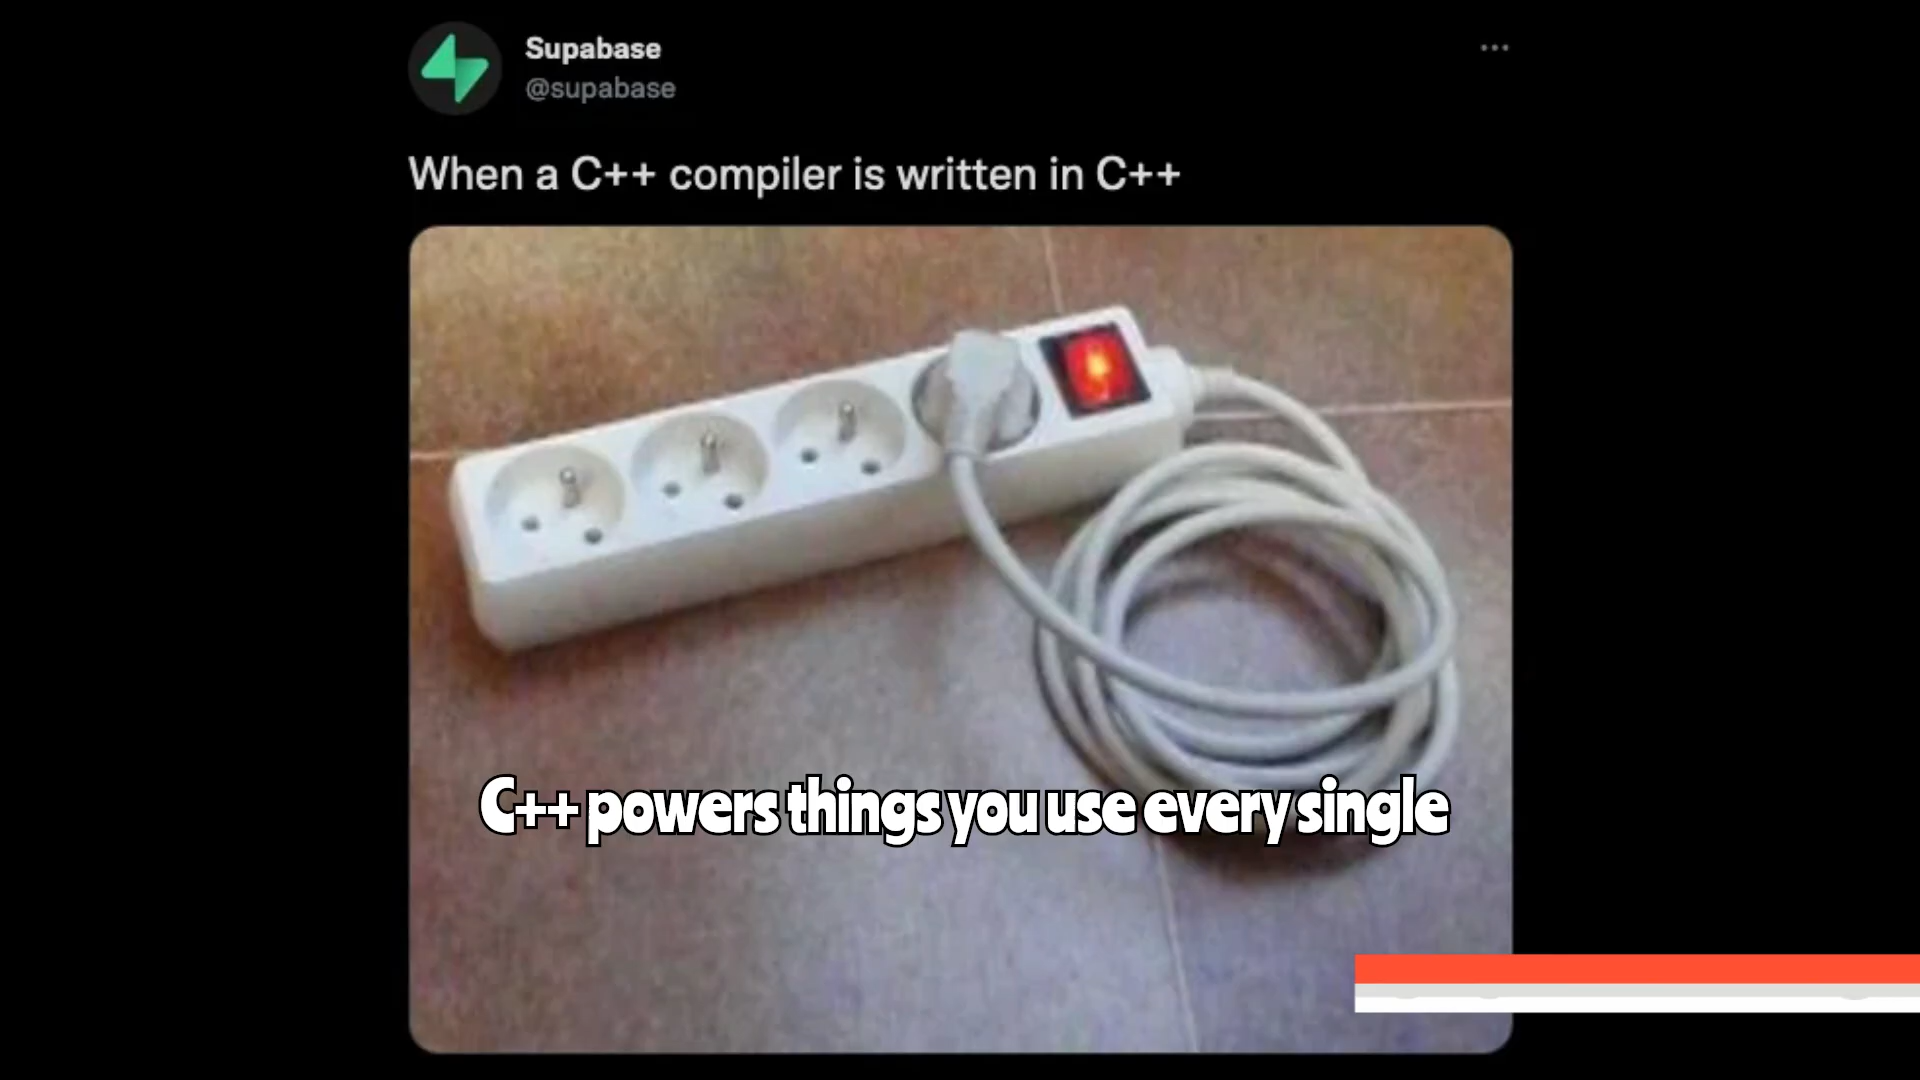 Supabase
@supabase
When a C++ compiler is written in C++
C++ powers things you use every single